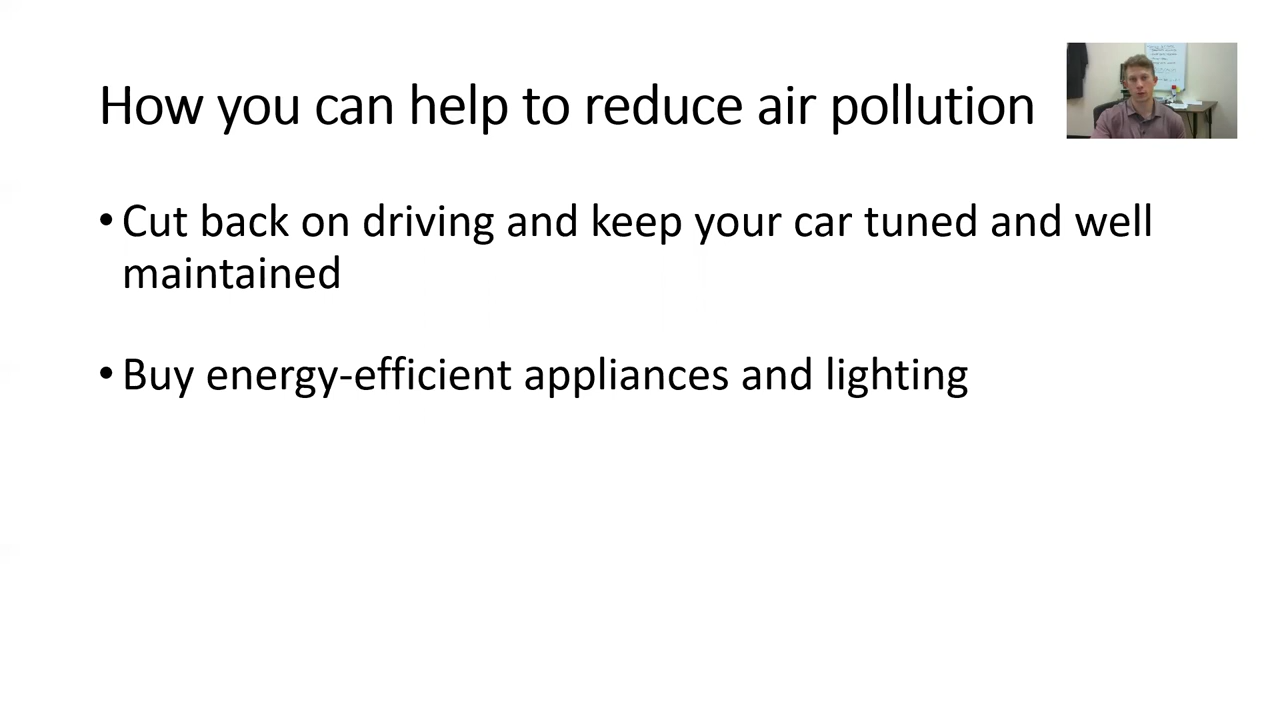 How you can help to reduce air pollution
• Cut back on driving and keep your car tuned and well
maintained
• Buy energy-efficient appliances and lighting